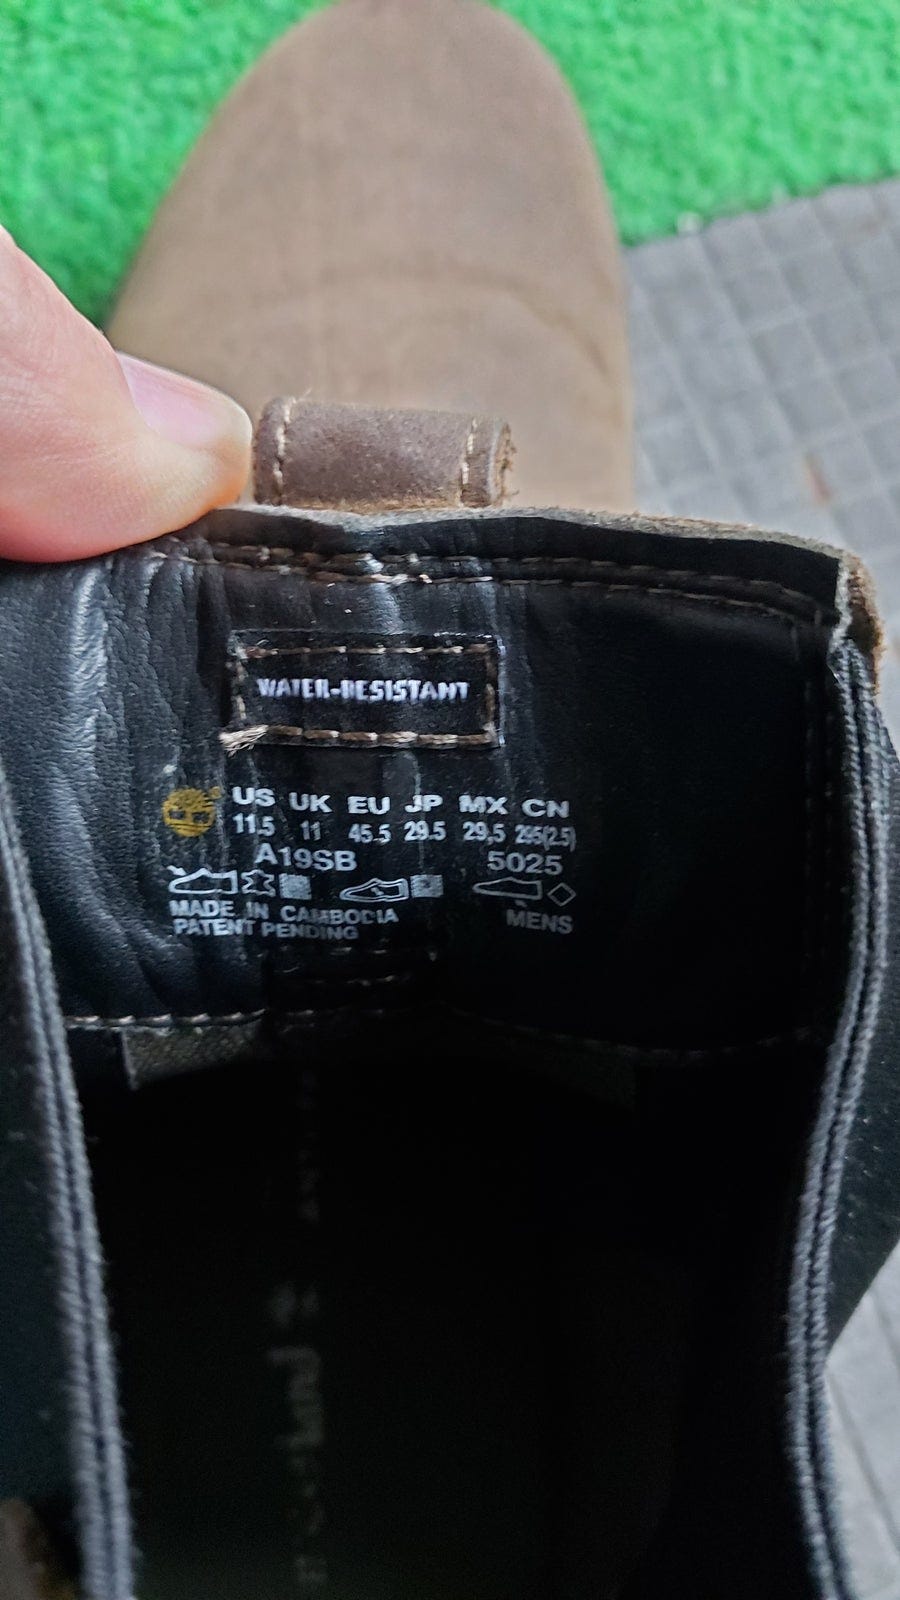 WATER-RESISTANT
US UK EU JP MX CN
11.5 11 45.5 29.5 29.5 295(2.5)
A19SB 5025
MADE IN CAMBODIA MENS
PATENT PENDING